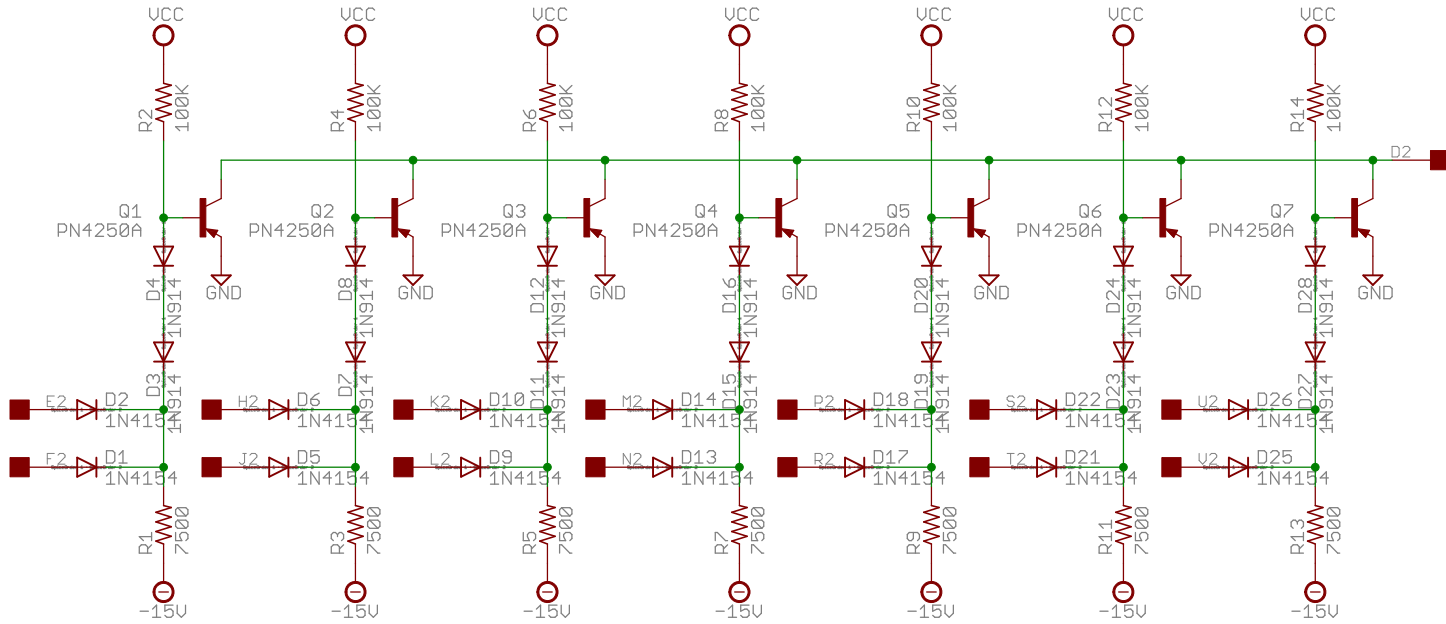 VCC VCC VCC VCC VCC VCC VCC
R2 100K R4 100K R6 100K R8 100K R10 100K R12 100K R14 100K
D2
Q1 Q2 Q3 Q4 Q5 Q6 Q7
PN4250A PN4250A PN4250A PN4250A PN4250A PN4250A PN4250A
GND GND GND GND GND GND GND
D4 1N914 D8 1N914 D12 1N914 D16 1N914 D20 1N914 D24 1N914 D28 1N914
D3 1N914 D7 1N914 D11 1N914 D15 1N914 D19 1N914 D23 1N914 D27 1N914
E2 D2 H2 D6 K2 D10 M2 D14 P2 D18 S2 D22 U2 D26
1N4154 1N4154 1N4154 1N4154 1N4154 1N4154 1N4154
F2 D1 J2 D5 L2 D9 N2 D13 R2 D17 T2 D21 V2 D25
1N4154 1N4154 1N4154 1N4154 1N4154 1N4154 1N4154
R1 7500 R3 7500 R5 7500 R7 7500 R9 7500 R11 7500 R13 7500
-15V -15V -15V -15V -15V -15V -15V